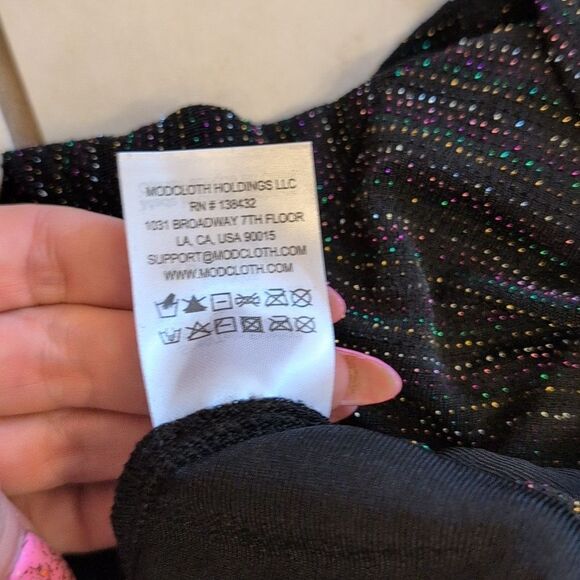 MODCLOTH HOLDINGS LLC
RN # 138432
1031 BROADWAY 7TH FLOOR
LA, CA, USA 90015
SUPPORT@MODCLOTH.COM
WWW.MODCLOTH.COM